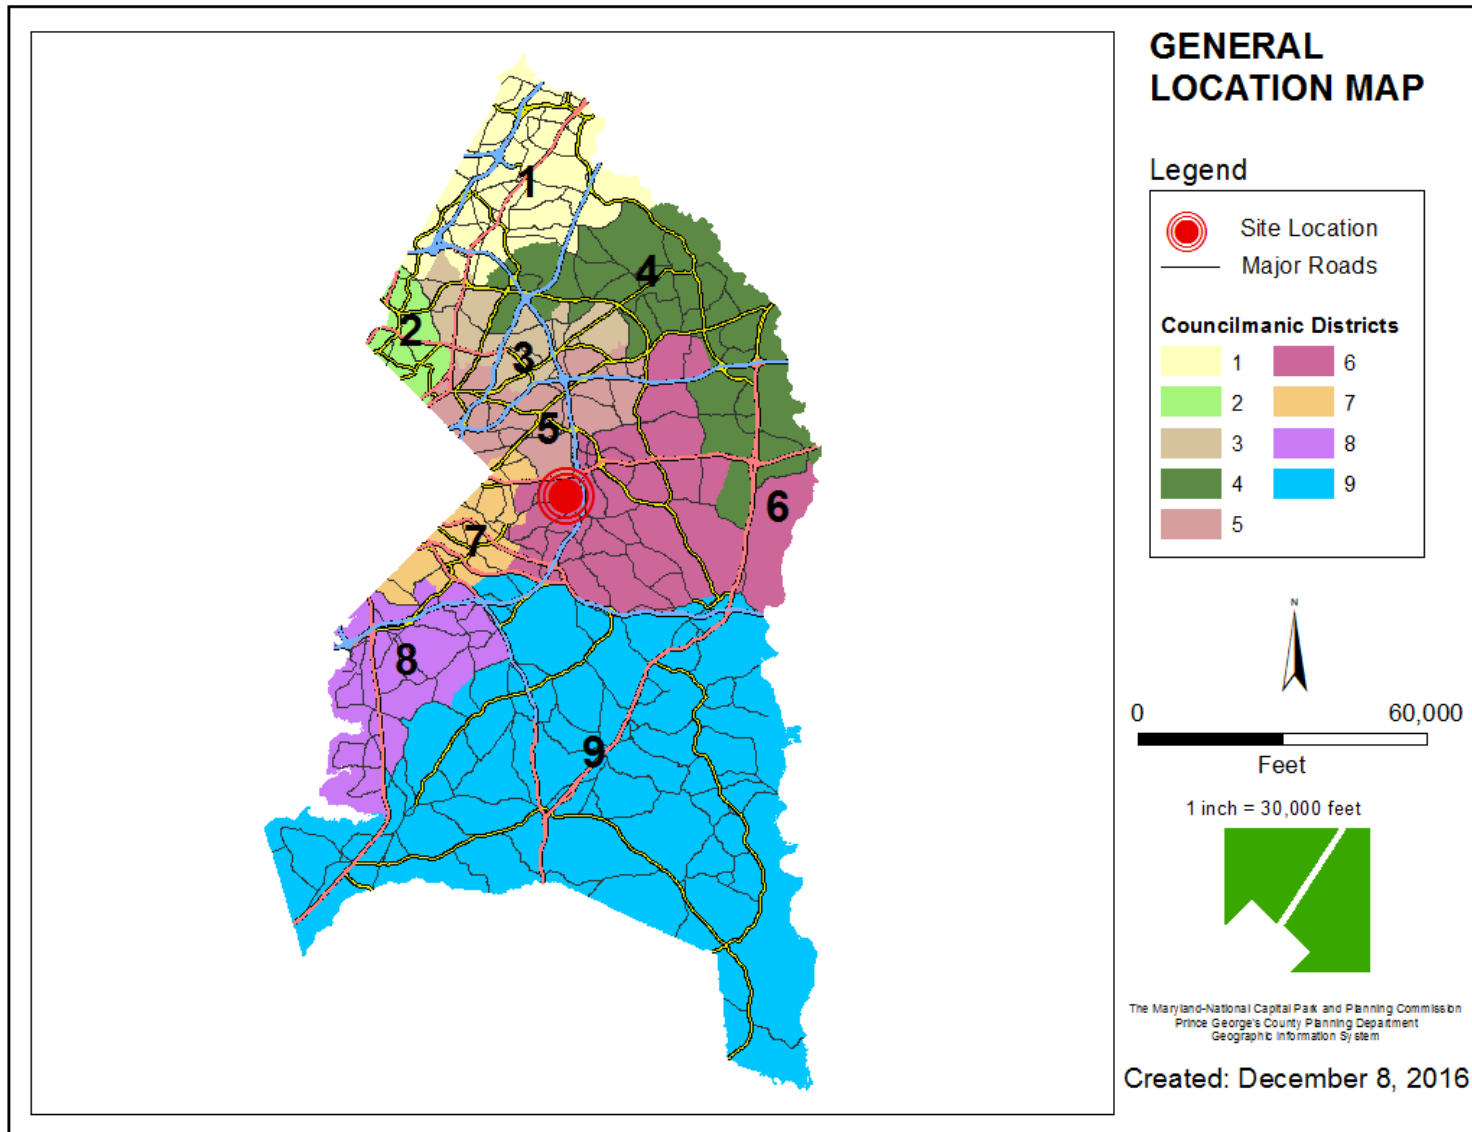 GENERAL
LOCATION MAP
Legend
Site Location
Major Roads
Councilmanic Districts
1 6
2 7
3 8
4 9
5
1
4
2
3
5
6
7
8
9
N
0 60,000
Feet
1 inch = 30,000 feet
The Maryland-National Capital Park and Planning Commission
Prince George's County Planning Department
Geographic Information System
Created: December 8, 2016